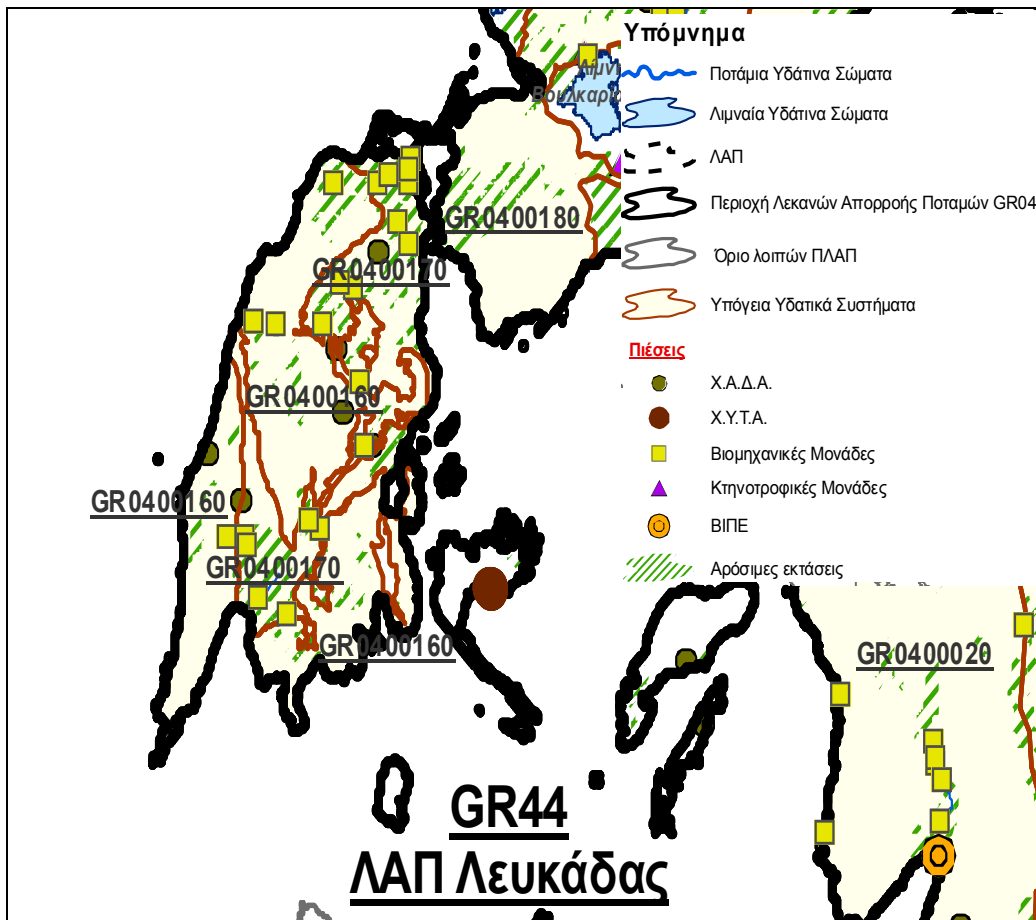 Υπόμνημα
Ποτάμια Υδάτινα Σώματα
Λιμναία Υδάτινα Σώματα
ΛΑΠ
Περιοχή Λεκανών Απορροής Ποταμών GR04
Όριο λοιπών ΠΛΑΠ
Υπόγεια Υδατικά Συστήματα
Πιέσεις
Χ.Α.Δ.Α.
Χ.Υ.Τ.Α.
Βιομηχανικές Μονάδες
Κτηνοτροφικές Μονάδες
ΒΙΠΕ
Αρόσιμες εκτάσεις
Βουλκαρι
GR0400180
GR0400170
GR0400160
GR0400160
GR0400170
GR0400160
GR0400020
GR44
ΛΑΠ Λευκάδας